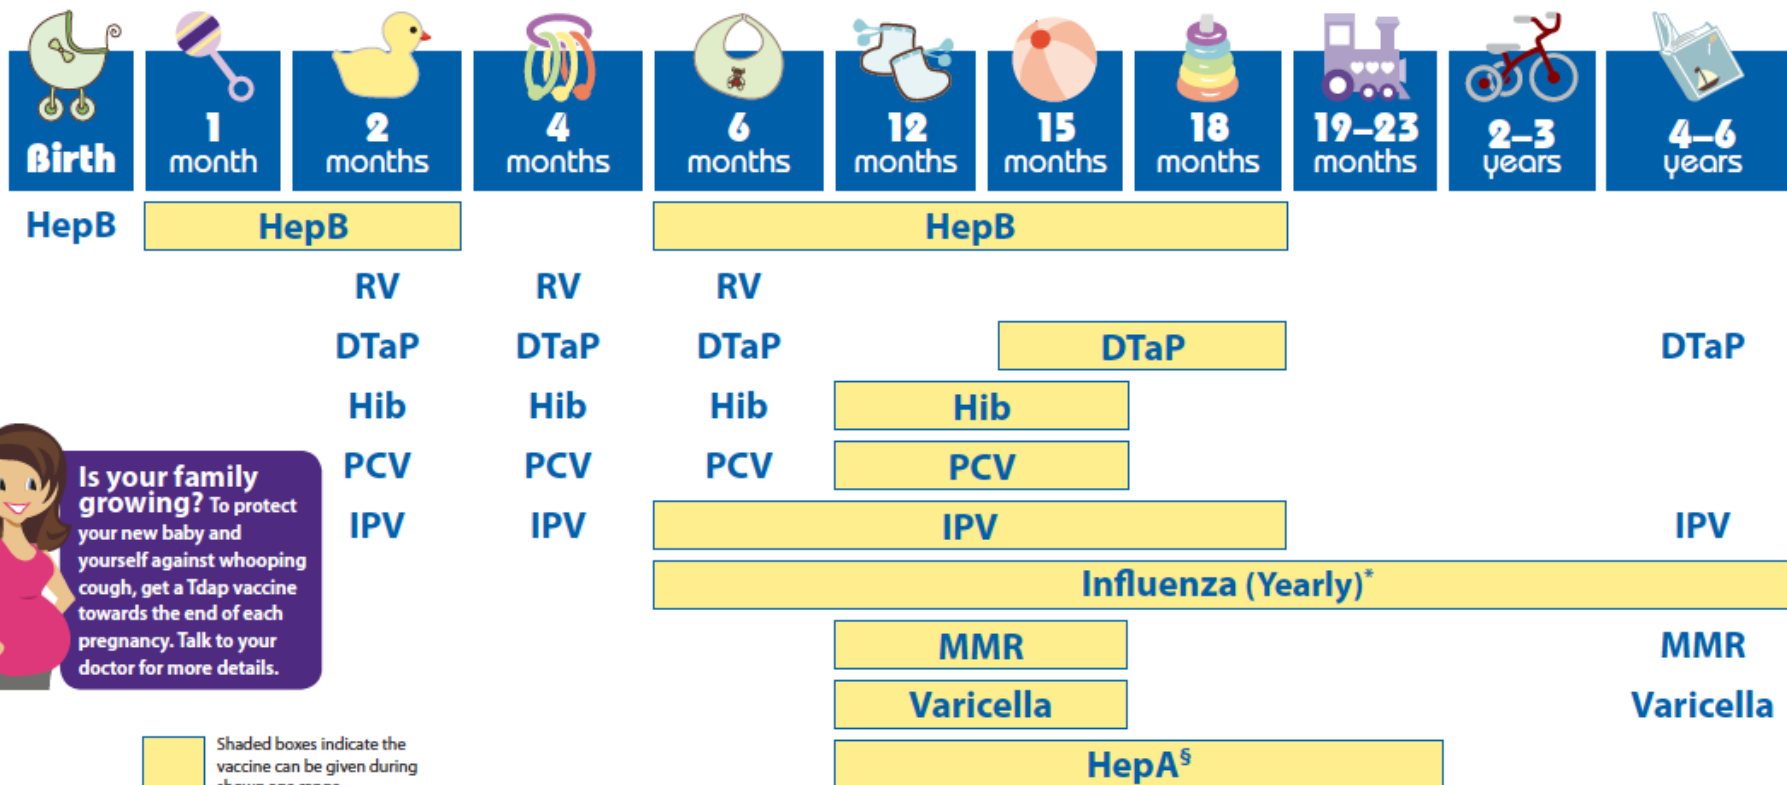 Birth
1
month
2
months
4
months
6
months
12
months
15
months
18
months
19–23
months
2–3
years
4–6
years
HepB HepB HepB
RV RV RV
DTaP DTaP DTaP DTaP DTaP
Hib Hib Hib Hib
PCV PCV PCV PCV
IPV IPV IPV IPV
Influenza (Yearly)*
MMR MMR
Varicella Varicella
HepA§
Is your family
growing? To protect
your new baby and
yourself against whooping
cough, get a Tdap vaccine
towards the end of each
pregnancy. Talk to your
doctor for more details.
Shaded boxes indicate the
vaccine can be given during
shown age range.